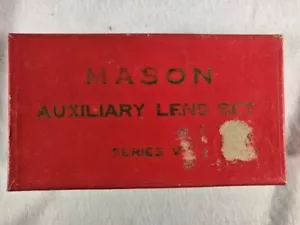 MASON
AUXILIARY LENS SET
SERIES V